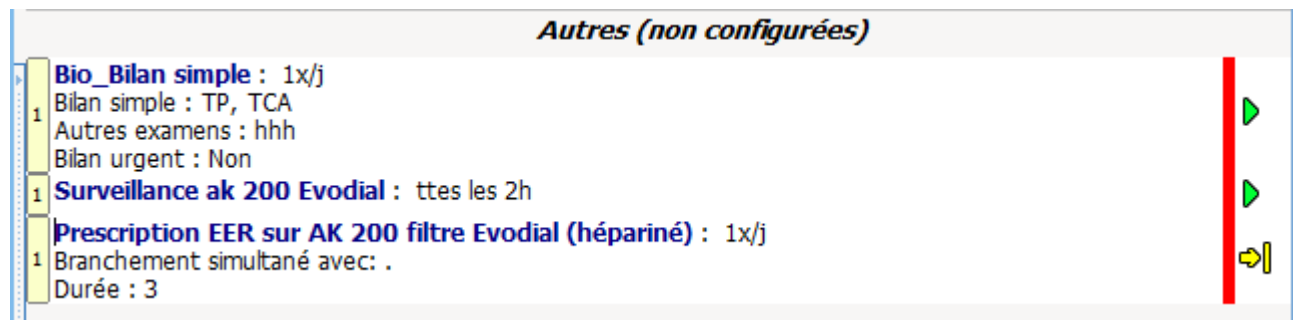 Autres (non configurées)
Bio_Bilan simple : 1x/j
1
Bilan simple : TP, TCA
Autres examens : hhh
Bilan urgent : Non
1 Surveillance ak 200 Evodial : ttes les 2h
Prescription EER sur AK 200 filtre Evodial (hépariné) : 1x/j
1 Branchement simultané avec: .
Durée : 3